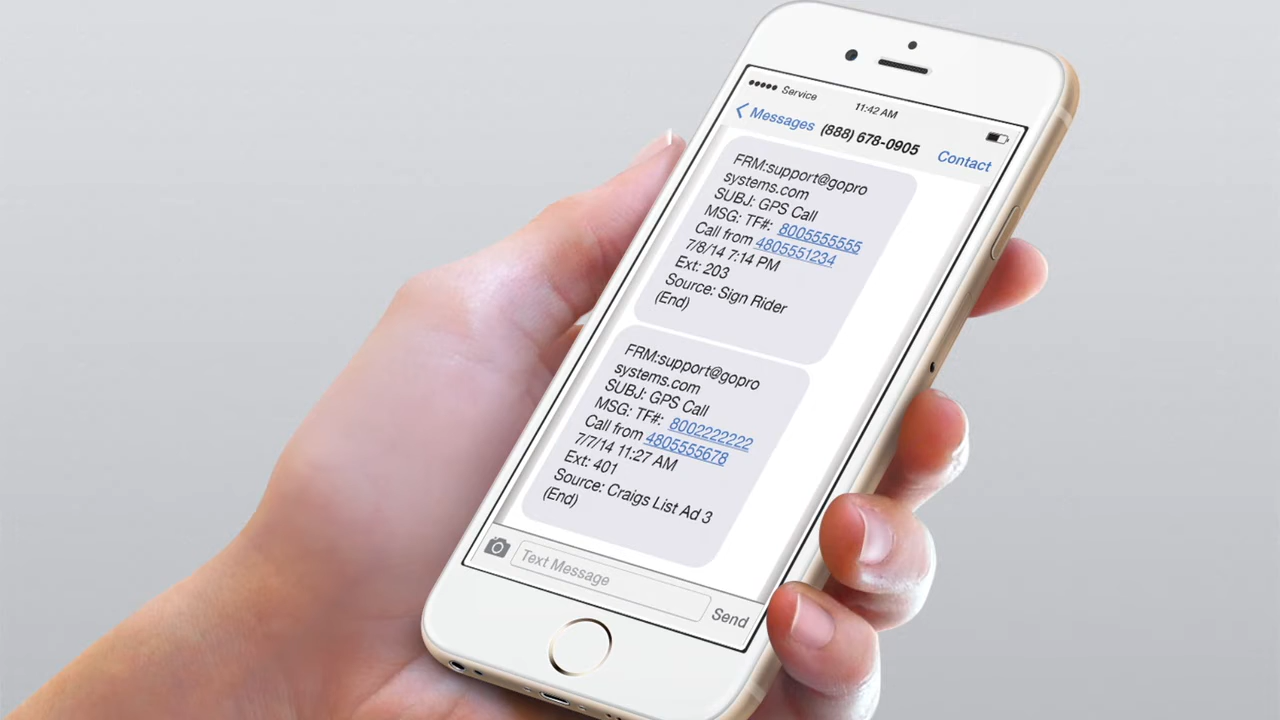 Service
11:42 AM
Messages
(888) 678-0905
Contact
FRM:support@gopro
systems.com
SUBJ: GPS Call
MSG: TF#: 8005555555
Call from 4805551234
7/8/14 7:14 PM
Ext: 203
Source: Sign Rider
(End)
FRM:support@gopro
systems.com
SUBJ: GPS Call
MSG: TF#: 8002222222
Call from 4805555678
7/7/14 11:27 AM
Ext: 401
Source: Craigs List Ad 3
(End)
Text Message
Send